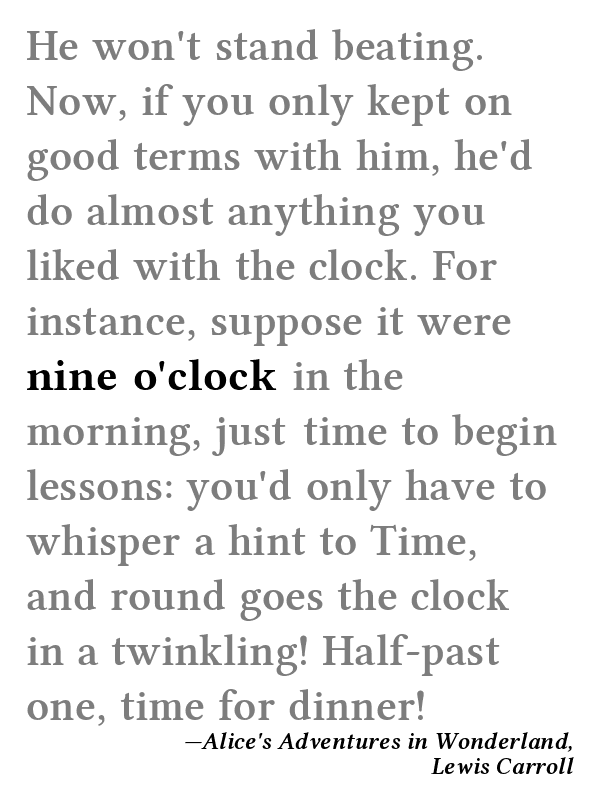 He won't stand beating.
Now, if you only kept on
good terms with him, he'd
do almost anything you
liked with the clock. For
instance, suppose it were
nine o'clock in the
morning, just time to begin
lessons: you'd only have to
whisper a hint to Time,
and round goes the clock
in a twinkling! Half-past
one, time for dinner!
—Alice's Adventures in Wonderland,
Lewis Carroll